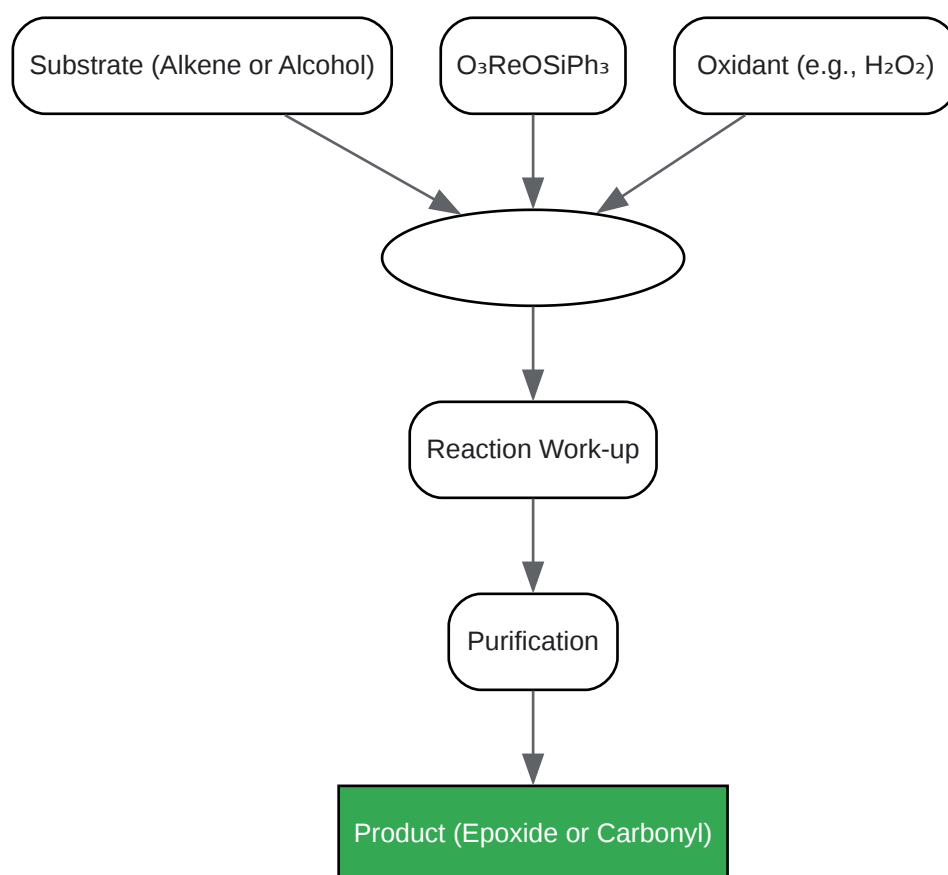 Substrate (Alkene or Alcohol)
O₃ReOSiPh₃
Oxidant (e.g., H₂O₂)
Reaction Work-up
Purification
Product (Epoxide or Carbonyl)